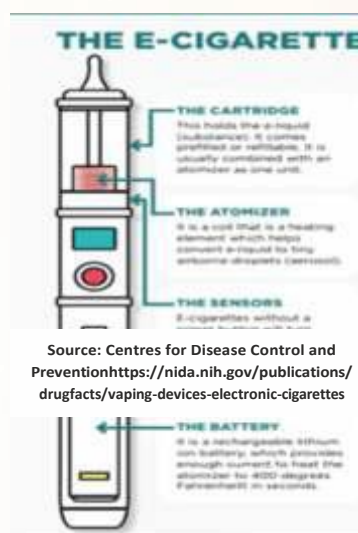 THE E-CIGARETTE
THE CARTRIDGE
This holds the e-liquid
(substance). It comes
prefilled or refillable. It is
usually combined with an
atomizer as one unit.
THE ATOMIZER
It is a coil that is a heating
element which helps
convert e-liquid to tiny
airborne droplets (aerosol).
THE SENSORS
E-cigarettes without a
Source: Centres for Disease Control and
Preventionhttps://nida.nih.gov/publications/
drugfacts/vaping-devices-electronic-cigarettes
THE BATTERY
It is a rechargeable lithium
ion battery, which provides
enough current to heat the
atomizer to 400 degrees
Fahrenheit in seconds.